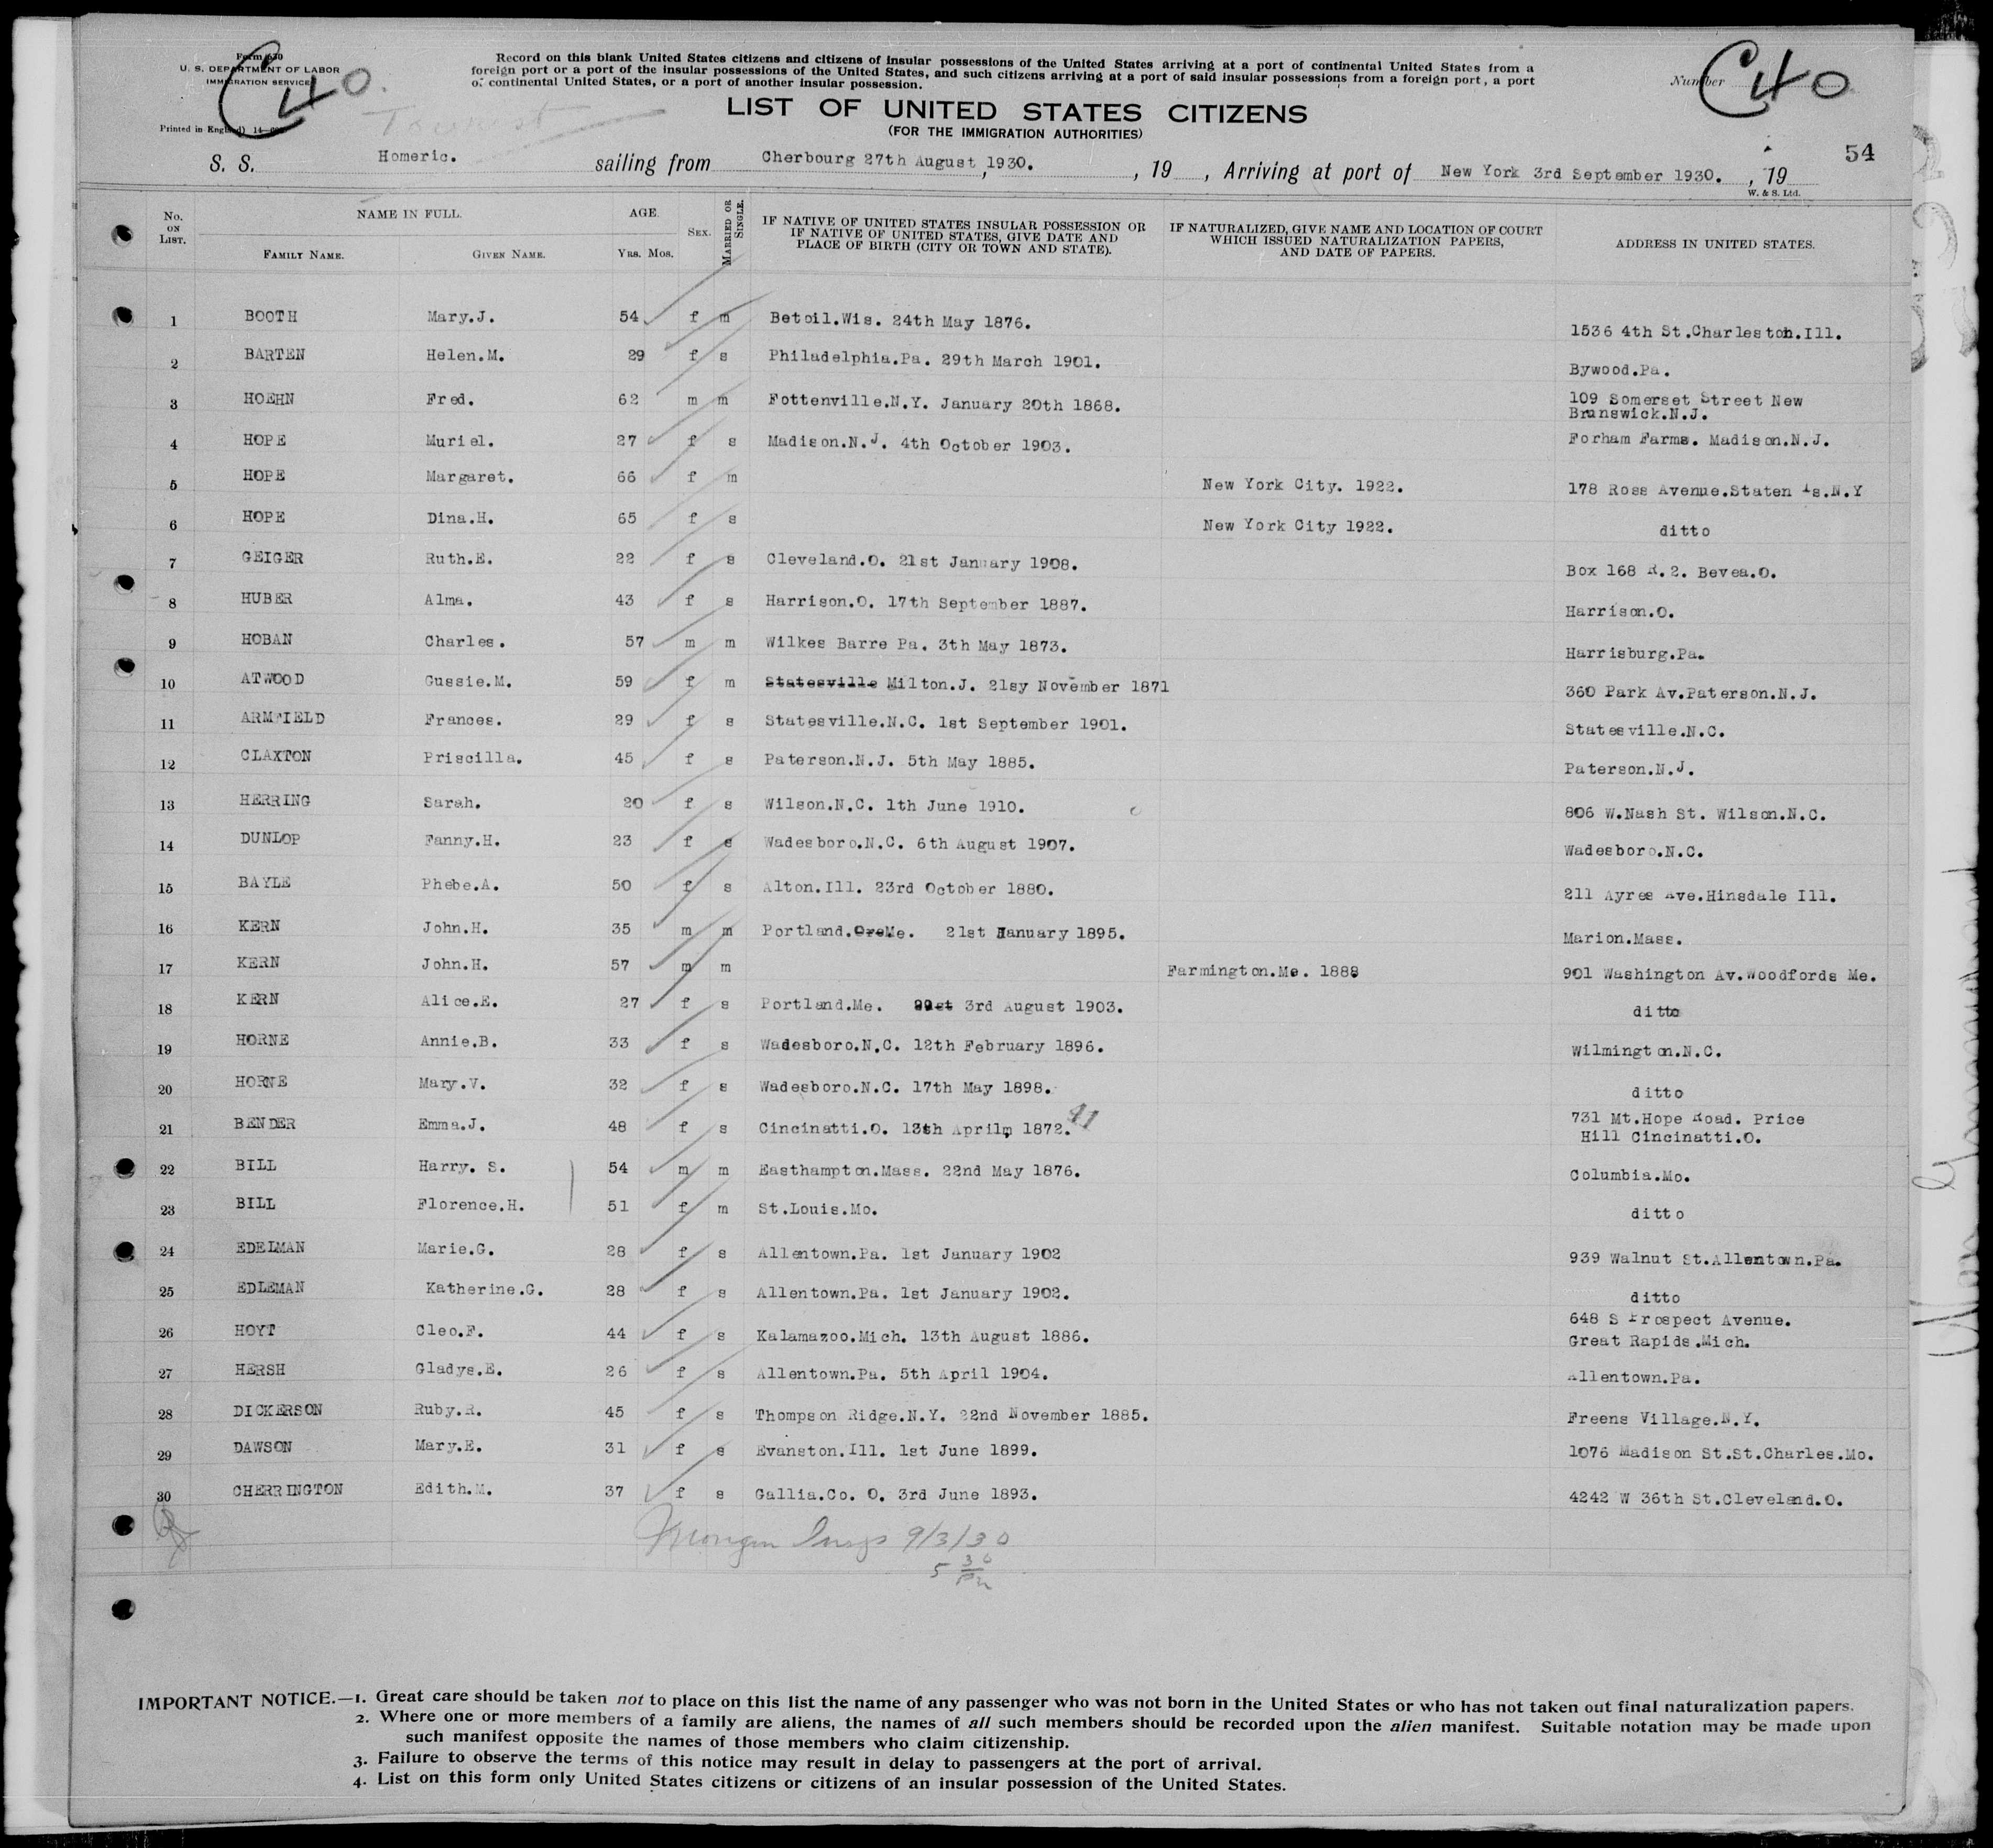 Form 630
U. S. DEPARTMENT OF LABOR
IMMIGRATION SERVICE
Printed in England)
C 40.
Tourist
Record on this blank United States citizens and citizens of insular possessions of the United States arriving at a port of continental United States from a
foreign port or a port of the insular possessions of the United States, and such citizens arriving at a port of said insular possessions from a foreign port, a port
of continental United States, or a port of another insular possession.
Number C 40
LIST OF UNITED STATES CITIZENS
(FOR THE IMMIGRATION AUTHORITIES)
54
S. S. Homeric. sailing from Cherbourg 27th August, 1930. , 19 , Arriving at port of New York 3rd September 1930. , 19
W. & S. Ltd.
No. ON LIST. NAME IN FULL. AGE. SEX. MARRIED OR SINGLE. IF NATIVE OF UNITED STATES INSULAR POSSESSION OR IF NATIVE OF UNITED STATES, GIVE DATE AND PLACE OF BIRTH (CITY OR TOWN AND STATE). IF NATURALIZED, GIVE NAME AND LOCATION OF COURT WHICH ISSUED NATURALIZATION PAPERS, AND DATE OF PAPERS. ADDRESS IN UNITED STATES.
FAMILY NAME. GIVEN NAME. YRS. MOS.
1 BOOTH Mary.J. 54 f m Betoil.Wis. 24th May 1876. 1536 4th St.Charleston.Ill.
2 BARTEN Helen.M. 29 f s Philadelphia.Pa. 29th March 1901. Bywood.Pa.
3 HOEHN Fred. 62 m m Fottenville.N.Y. January 20th 1868. 109 Somerset Street New
Brunswick.N.J.
4 HOPE Muriel. 27 f s Madison.N.J. 4th October 1903. Forham Farms. Madison.N.J.
5 HOPE Margaret. 66 f m New York City. 1922. 178 Ross Avenue.Staten Is.N.Y
6 HOPE Dina.H. 65 f s New York City 1922. ditto
7 GEIGER Ruth.E. 22 f s Cleveland.O. 21st January 1908. Box 168 R.2. Bevea.O.
8 HUBER Alma. 43 f s Harrison.O. 17th September 1887. Harrison.O.
9 HOBAN Charles. 57 m m Wilkes Barre Pa. 3th May 1873. Harrisburg.Pa.
10 ATWOOD Gussie.M. 59 f m Statesville Milton.J. 21sy November 1871 360 Park Av.Paterson.N.J.
11 ARMFIELD Frances. 29 f s Statesville.N.C. 1st September 1901. Statesville.N.C.
12 CLAXTON Priscilla. 45 f s Paterson.N.J. 5th May 1885. Paterson.N.J.
13 HERRING Sarah. 20 f s Wilson.N.C. 1th June 1910. 806 W.Nash St. Wilson.N.C.
14 DUNLOP Fanny.H. 23 f s Wadesboro.N.C. 6th August 1907. Wadesboro.N.C.
15 BAYLE Phebe.A. 50 f s Alton.Ill. 23rd October 1880. 211 Ayres Ave.Hinsdale Ill.
16 KERN John.H. 35 m m Portland.OreMe. 21st January 1895. Marion.Mass.
17 KERN John.H. 57 m m Farmington.Me. 1888 901 Washington Av.Woodfords Me.
18 KERN Alice.E. 27 f s Portland.Me. 3rd August 1903. ditto
19 HORNE Annie.B. 33 f s Wadesboro.N.C. 12th February 1896. Wilmington.N.C.
20 HORNE Mary.V. 32 f s Wadesboro.N.C. 17th May 1898. ditto
21 BENDER Emma.J. 48 f s Cincinatti.O. 13th April, 1872. 41 731 Mt.Hope Road. Price
Hill Cincinatti.O.
22 BILL Harry. S. 54 m m Easthampton.Mass. 22nd May 1876. Columbia.Mo.
23 BILL Florence.H. 51 f m St.Louis.Mo. ditto
24 EDELMAN Marie.G. 28 f s Allentown.Pa. 1st January 1902 939 Walnut St.Allentown.Pa.
25 EDLEMAN Katherine.G. 28 f s Allentown.Pa. 1st January 1902. ditto
26 HOYT Cleo.F. 44 f s Kalamazoo.Mich. 13th August 1886. 648 S Prospect Avenue.
Great Rapids.Mich.
27 HERSH Gladys.E. 26 f s Allentown.Pa. 5th April 1904. Allentown.Pa.
28 DICKERSON Ruby.R. 45 f s Thompson Ridge.N.Y. 22nd November 1885. Freens Village.N.Y.
29 DAWSON Mary.E. 31 f s Evanston.Ill. 1st June 1899. 1076 Madison St.St.Charles.Mo.
30 CHERRINGTON Edith.M. 37 f s Gallia.Co. O. 3rd June 1893. 4242 W 36th St.Cleveland.O.
9/3/30
5 30 PM
IMPORTANT NOTICE.—1. Great care should be taken not to place on this list the name of any passenger who was not born in the United States or who has not taken out final naturalization papers.
2. Where one or more members of a family are aliens, the names of all such members should be recorded upon the alien manifest. Suitable notation may be made upon
such manifest opposite the names of those members who claim citizenship.
3. Failure to observe the terms of this notice may result in delay to passengers at the port of arrival.
4. List on this form only United States citizens or citizens of an insular possession of the United States.